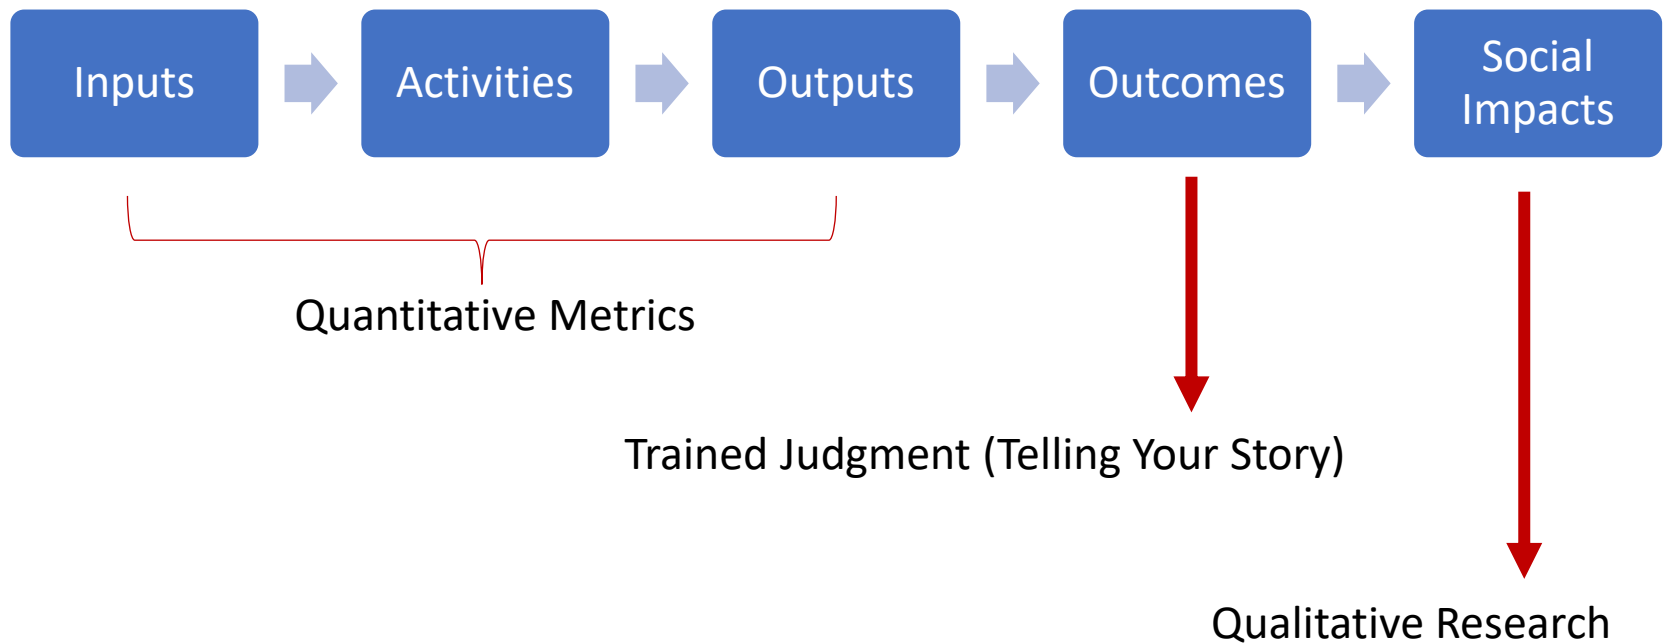 Inputs
Activities
Outputs
Outcomes
Social
Impacts
Quantitative Metrics
Trained Judgment (Telling Your Story)
Qualitative Research